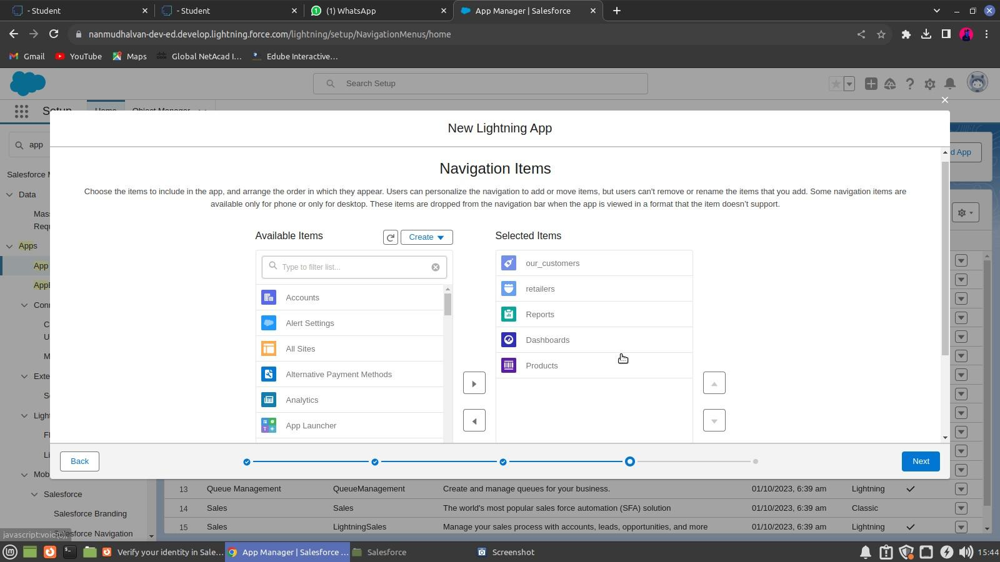 - Student
- Student
(1) WhatsApp
App Manager | Salesforce
nanmudhalvan-dev-ed.develop.lightning.force.com/lightning/setup/NavigationMenus/home
Gmail
YouTube
Maps
Global NetAcad I...
Edube Interactive...
Search Setup
Setup
Home
Object Manager
New Lightning App
app
d App
Navigation Items
Salesforce M
Choose the items to include in the app, and arrange the order in which they appear. Users can personalize the navigation to add or move items, but users can't remove or rename the items that you add. Some navigation items are
available only for phone or only for desktop. These items are dropped from the navigation bar when the app is viewed in a format that the item doesn't support.
Data
Mass
Requ
Apps
App
AppE
Conn
C
U
M
Exte
Se
Light
Fl
Li
Mob
Salesforce
Salesforce Branding
Salesforce Navigation
Available Items
Create
Type to filter list...
Accounts
Alert Settings
All Sites
Alternative Payment Methods
Analytics
App Launcher
Selected Items
our_customers
retailers
Reports
Dashboards
Products
Back
Next
13 Queue Management QueueManagement Create and manage queues for your business. 01/10/2023, 6:39 am Lightning
14 Sales Sales The world's most popular sales force automation (SFA) solution 01/10/2023, 6:39 am Classic
15 Sales LightningSales Manage your sales process with accounts, leads, opportunities, and more 01/10/2023, 6:39 am Lightning
javascript:void(0);
Verify your identity in Sale...
App Manager | Salesforce ...
Salesforce
Screenshot
15:44